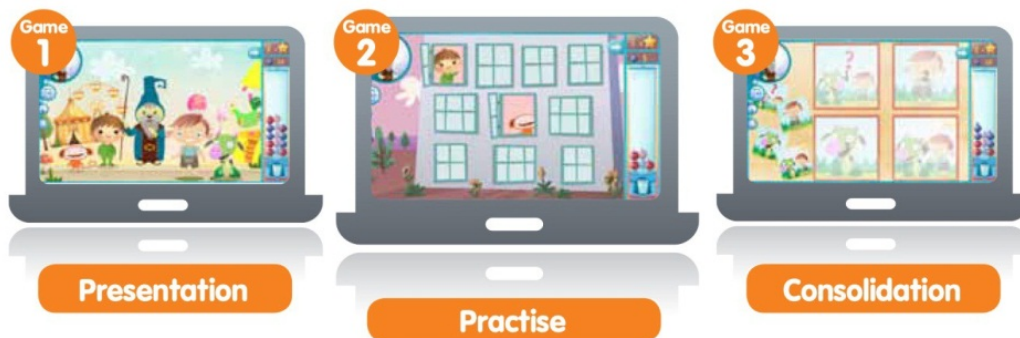 Game
1
Game
2
Game
3
Presentation
Practise
Consolidation